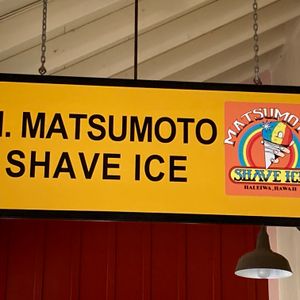 . MATSUMOTO
SHAVE ICE
MATSUMO
SHAVE ICE
HALEIWA, HAWAII